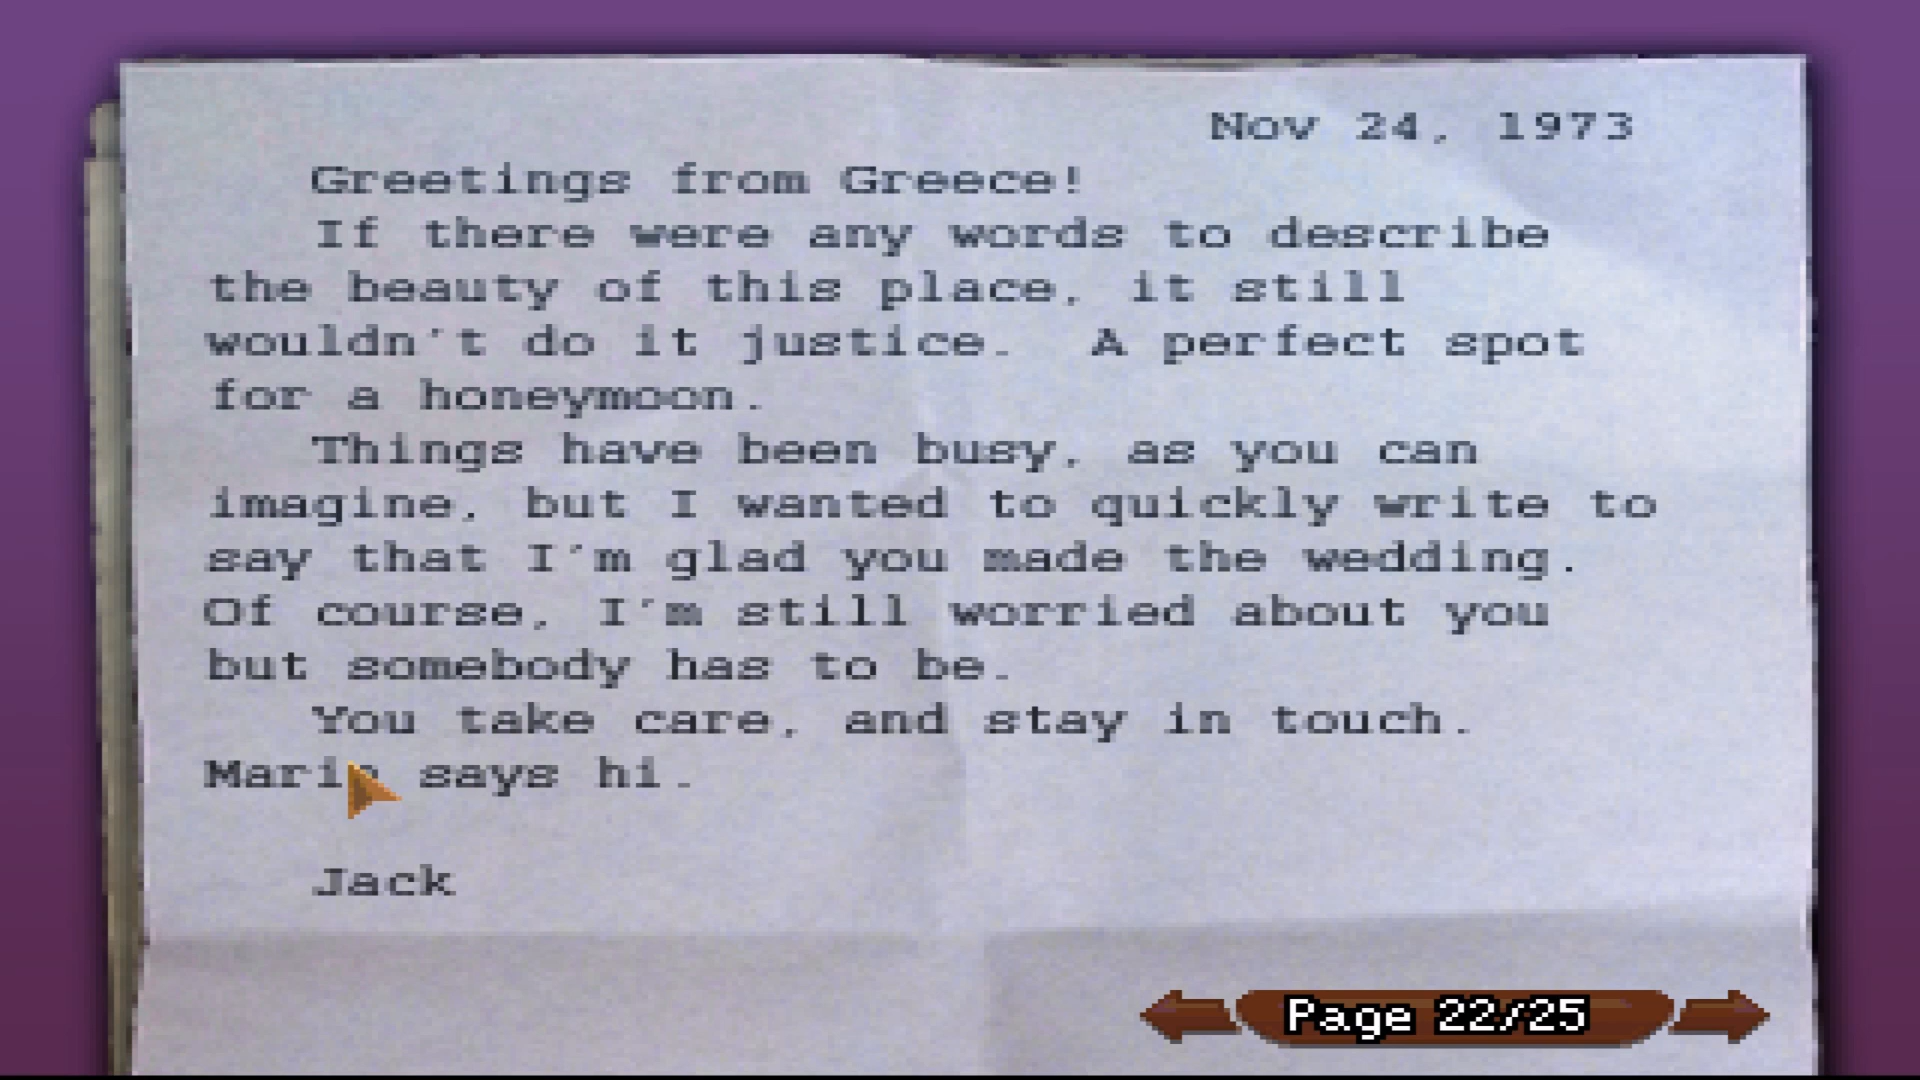 Nov 24, 1973
Greetings from Greece!
If there were any words to describe
the beauty of this place, it still
wouldn't do it justice.  A perfect spot
for a honeymoon.
Things have been busy, as you can
imagine, but I wanted to quickly write to
say that I'm glad you made the wedding.
Of course, I'm still worried about you
but somebody has to be.
You take care, and stay in touch.
says hi.
Jack
Page 22/25